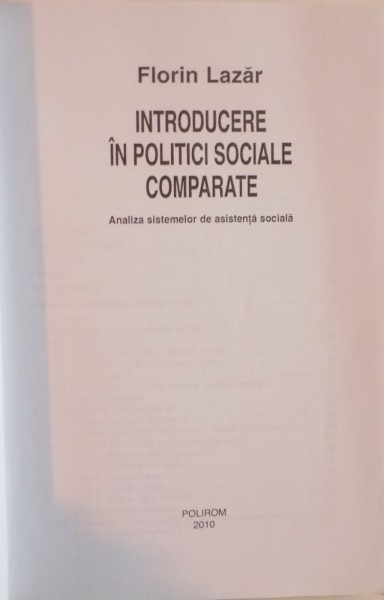 Florin Lazăr
INTRODUCERE
ÎN POLITICI SOCIALE
COMPARATE
Analiza sistemelor de asistență socială
POLIROM
2010